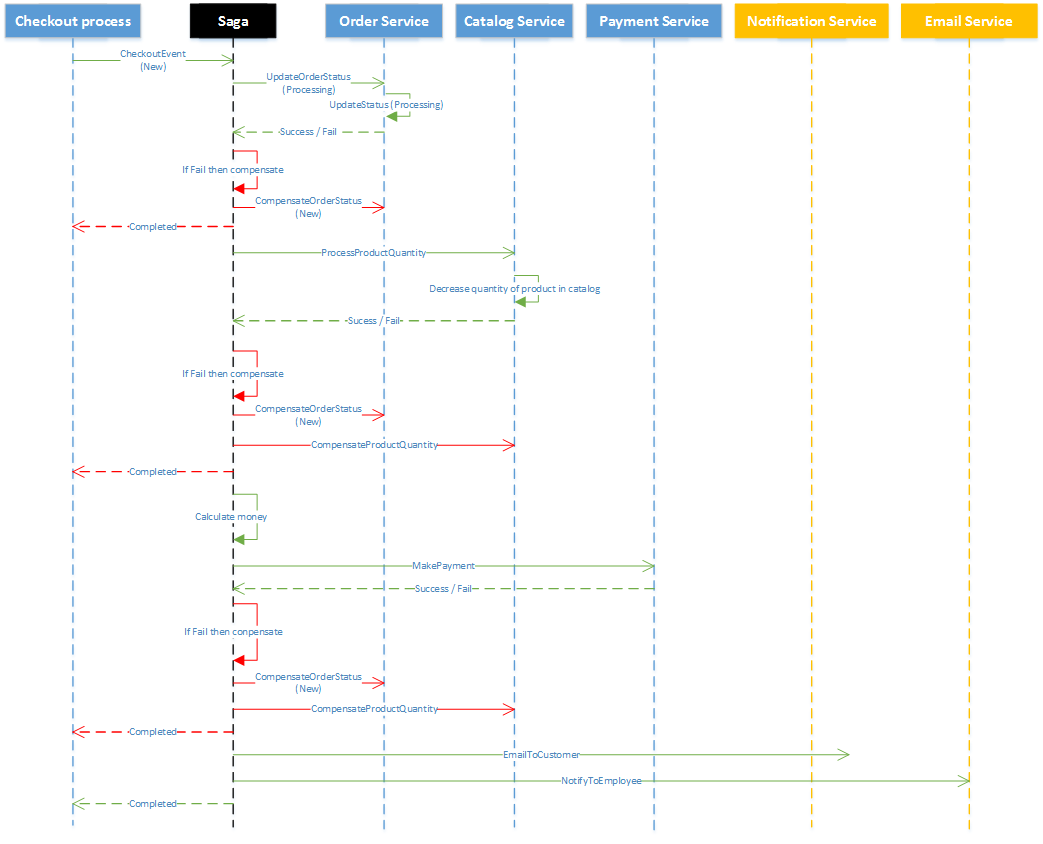 Checkout process
Saga
Order Service
Catalog Service
Payment Service
Notification Service
Email Service
CheckoutEvent
(New)
UpdateOrderStatus
(Processing)
UpdateStatus (Processing)
Success / Fail
If Fail then compensate
CompensateOrderStatus
(New)
Completed
ProcessProductQuantity
Decrease quantity of product in catalog
Sucess / Fail
If Fail then compensate
CompensateOrderStatus
(New)
CompensateProductQuantity
Completed
Calculate money
MakePayment
Success / Fail
If Fail then conpensate
CompensateOrderStatus
(New)
CompensateProductQuantity
Completed
EmailToCustomer
NotifyToEmployee
Completed